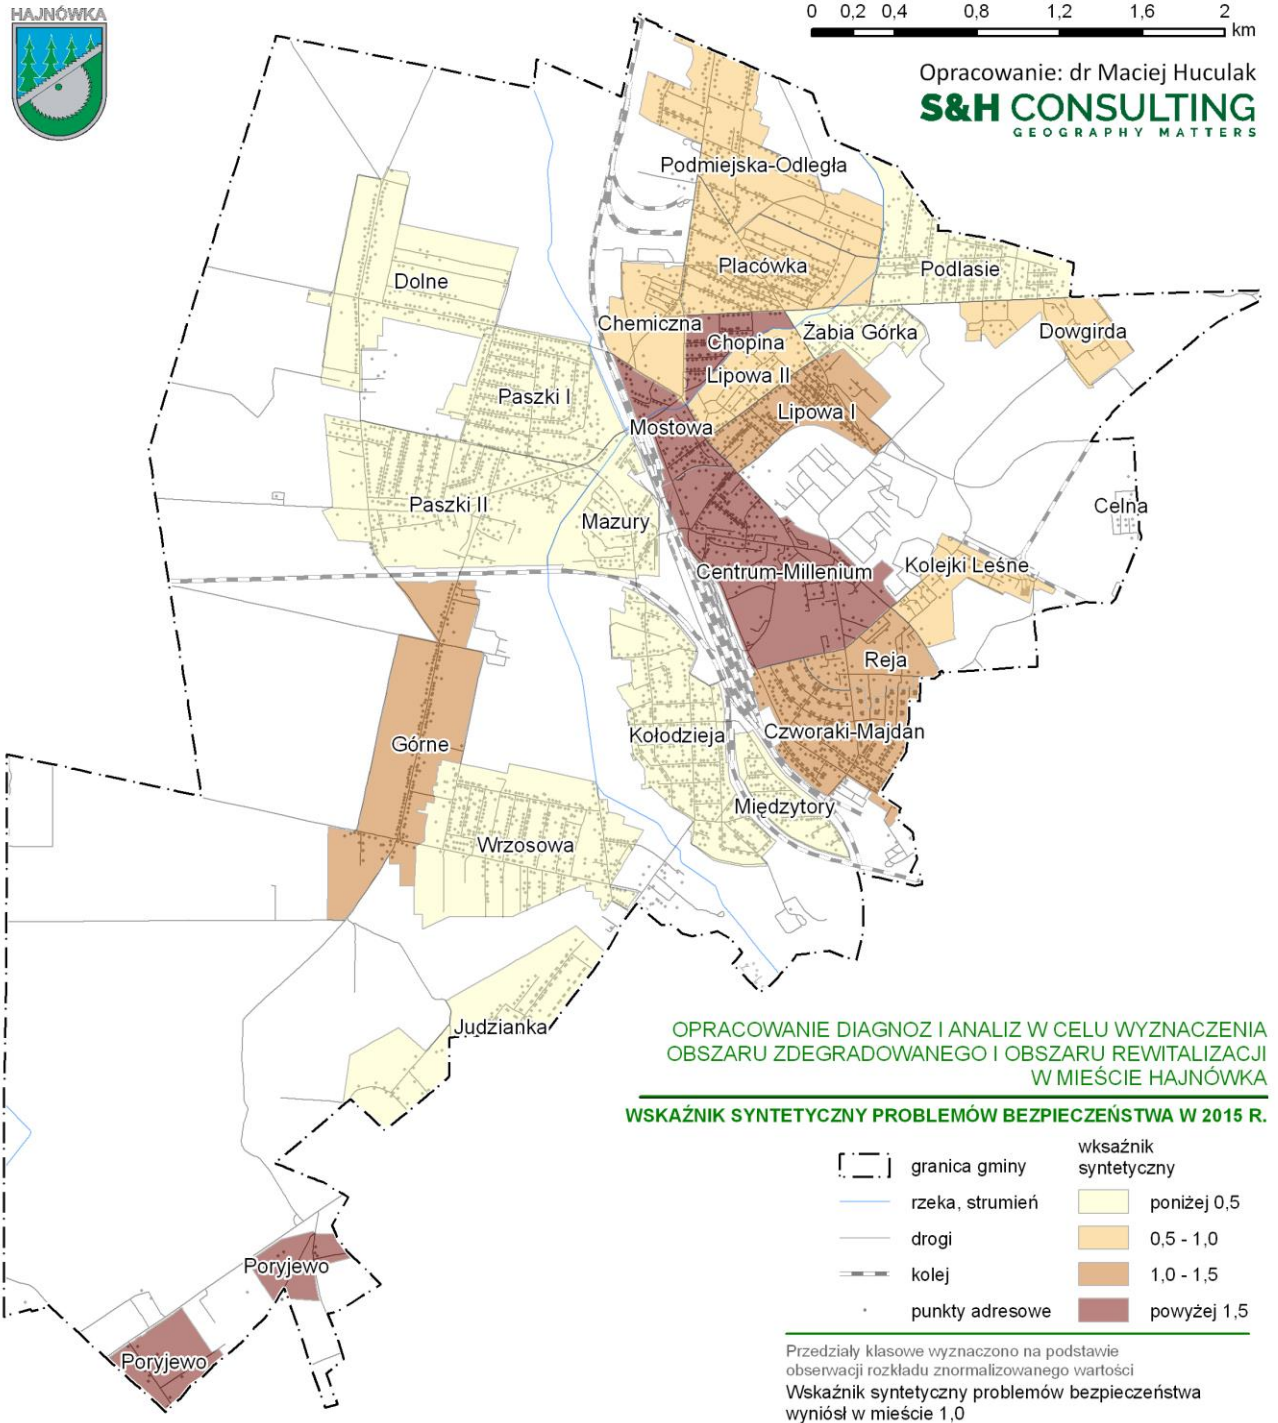 HAJNÓWKA
0 0,2 0,4 0,8 1,2 1,6 2
km
Opracowanie: dr Maciej Huculak
S&H CONSULTING
GEOGRAPHY MATTERS
Podmiejska-Odległa
Placówka
Podlasie
Dolne
Chemiczna
Chopina
Żabia Górka
Dowgirda
Lipowa II
Paszki I
Lipowa I
Mostowa
Paszki II
Mazury
Celna
Centrum-Millenium
Kolejki Leśne
Reja
Górne
Kołodzieja
Czworaki-Majdan
Międzytory
Wrzosowa
Judzianka
Poryjewo
Poryjewo
OPRACOWANIE DIAGNOZ I ANALIZ W CELU WYZNACZENIA
OBSZARU ZDEGRADOWANEGO I OBSZARU REWITALIZACJI
W MIEŚCIE HAJNÓWKA
WSKAŹNIK SYNTETYCZNY PROBLEMÓW BEZPIECZEŃSTWA W 2015 R.
granica gminy
rzeka, strumień
drogi
kolej
punkty adresowe
wksaźnik
syntetyczny
poniżej 0,5
0,5 - 1,0
1,0 - 1,5
powyżej 1,5
Przedziały klasowe wyznaczono na podstawie
obserwacji rozkładu znormalizowanego wartości
Wskaźnik syntetyczny problemów bezpieczeństwa
wyniósł w mieście 1,0